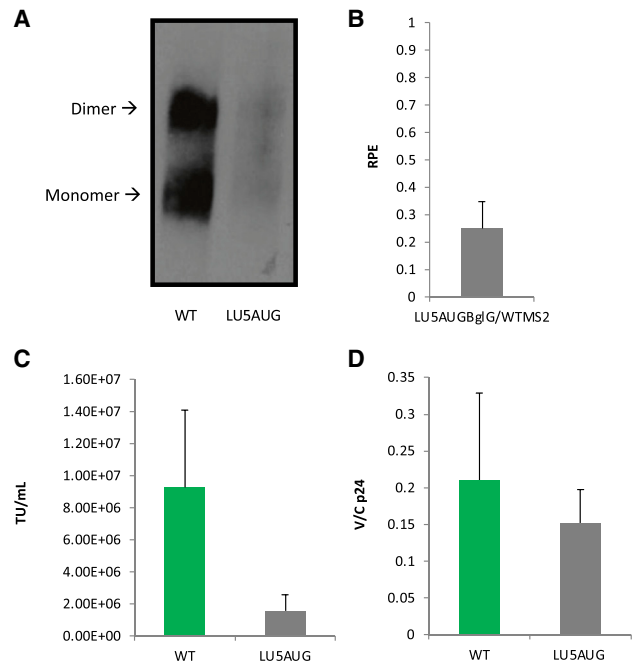 A
Dimer →
Monomer →
WT LU5AUG
B
1
0.9
0.8
0.7
0.6
0.5
0.4
0.3
0.2
0.1
0
RPE
LU5AUGBglG/WTMS2
C
1.60E+07
1.40E+07
1.20E+07
1.00E+07
8.00E+06
6.00E+06
4.00E+06
2.00E+06
0.00E+00
TU/mL
WT LU5AUG
D
0.35
0.3
0.25
0.2
0.15
0.1
0.05
0
V/C p24
WT LU5AUG